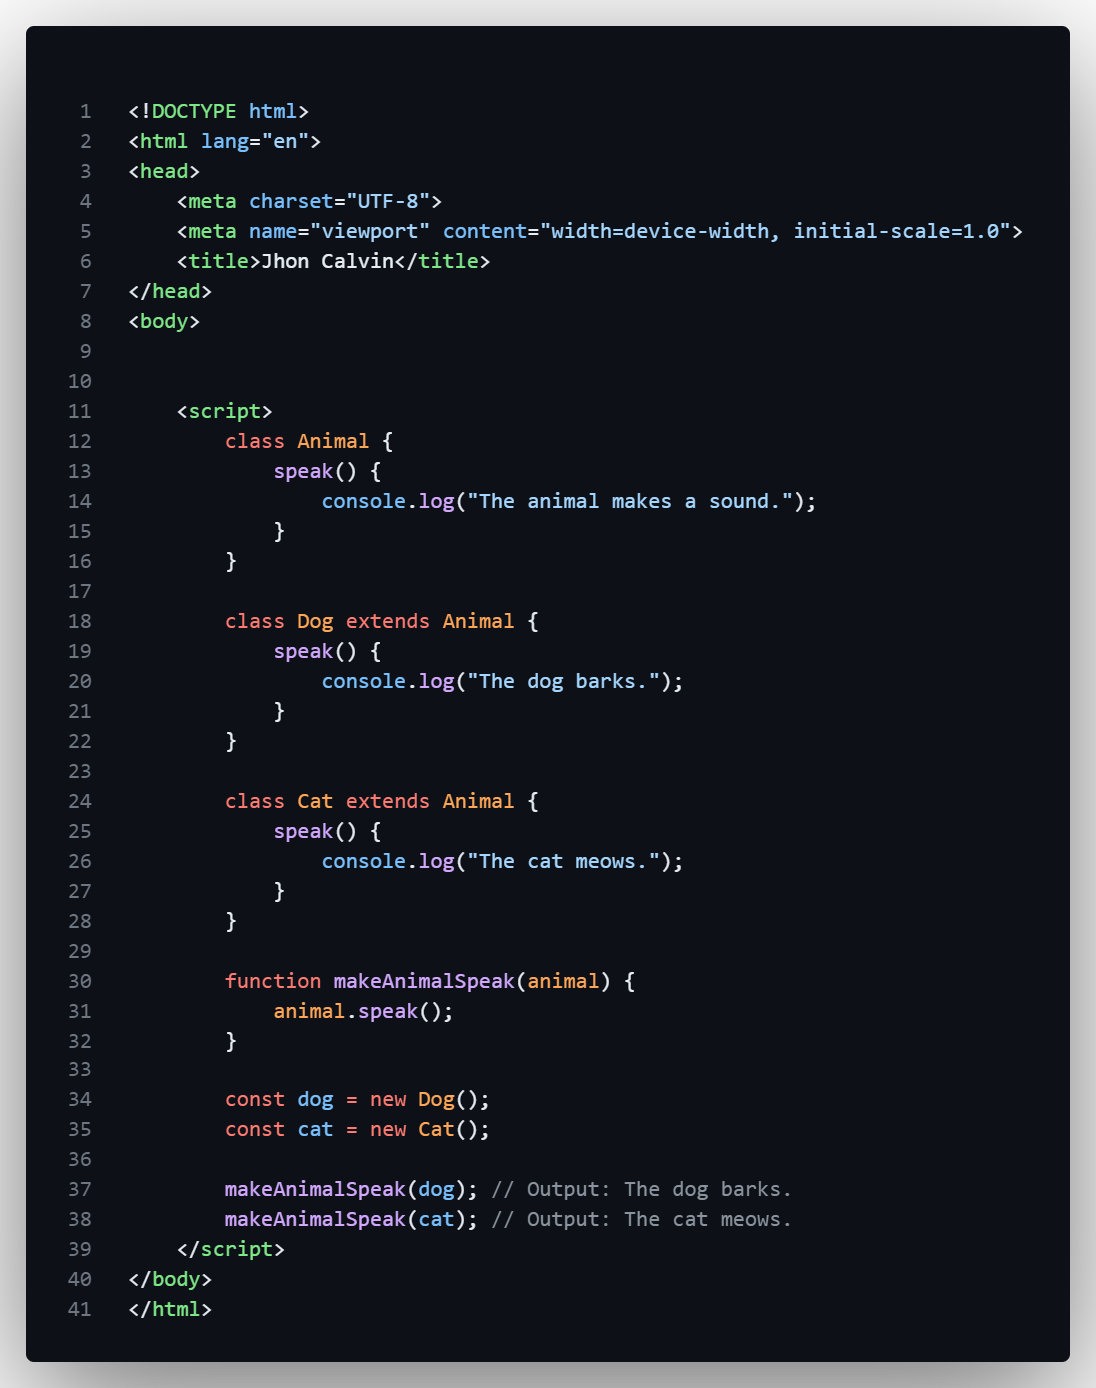 1 <!DOCTYPE html>
2 <html lang="en">
3 <head>
4     <meta charset="UTF-8">
5     <meta name="viewport" content="width=device-width, initial-scale=1.0">
6     <title>Jhon Calvin</title>
7 </head>
8 <body>
9
10
11     <script>
12         class Animal {
13             speak() {
14                 console.log("The animal makes a sound.");
15             }
16         }
17
18         class Dog extends Animal {
19             speak() {
20                 console.log("The dog barks.");
21             }
22         }
23
24         class Cat extends Animal {
25             speak() {
26                 console.log("The cat meows.");
27             }
28         }
29
30         function makeAnimalSpeak(animal) {
31             animal.speak();
32         }
33
34         const dog = new Dog();
35         const cat = new Cat();
36
37         makeAnimalSpeak(dog); // Output: The dog barks.
38         makeAnimalSpeak(cat); // Output: The cat meows.
39     </script>
40 </body>
41 </html>